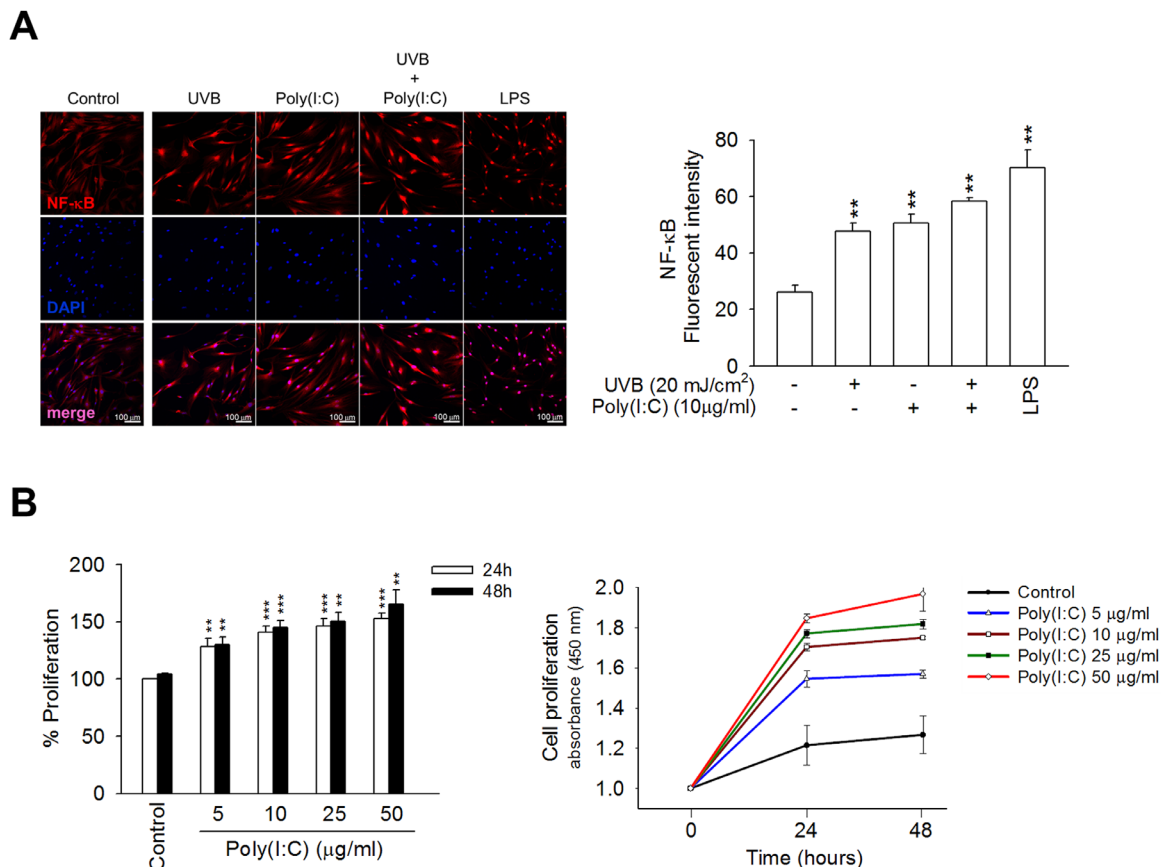 A
Control
UVB
Poly(I:C)
UVB
+
Poly(I:C)
LPS
NF-κB
DAPI
merge
100 μm
100 μm
100 μm
100 μm
100 μm
NF-κB
Fluorescent intensity
80
60
40
20
0
** ** ** **
UVB (20 mJ/cm²) - + - +
Poly(I:C) (10μg/ml) - - + +
LPS
B
% Proliferation
200
150
100
50
0
** ** *** *** *** ** *** **
24h
48h
Control
5 10 25 50
Poly(I:C) (μg/ml)
Cell proliferation
absorbance (450 nm)
2.0
1.8
1.6
1.4
1.2
1.0
0 24 48
Time (hours)
Control
Poly(I:C) 5 μg/ml
Poly(I:C) 10 μg/ml
Poly(I:C) 25 μg/ml
Poly(I:C) 50 μg/ml